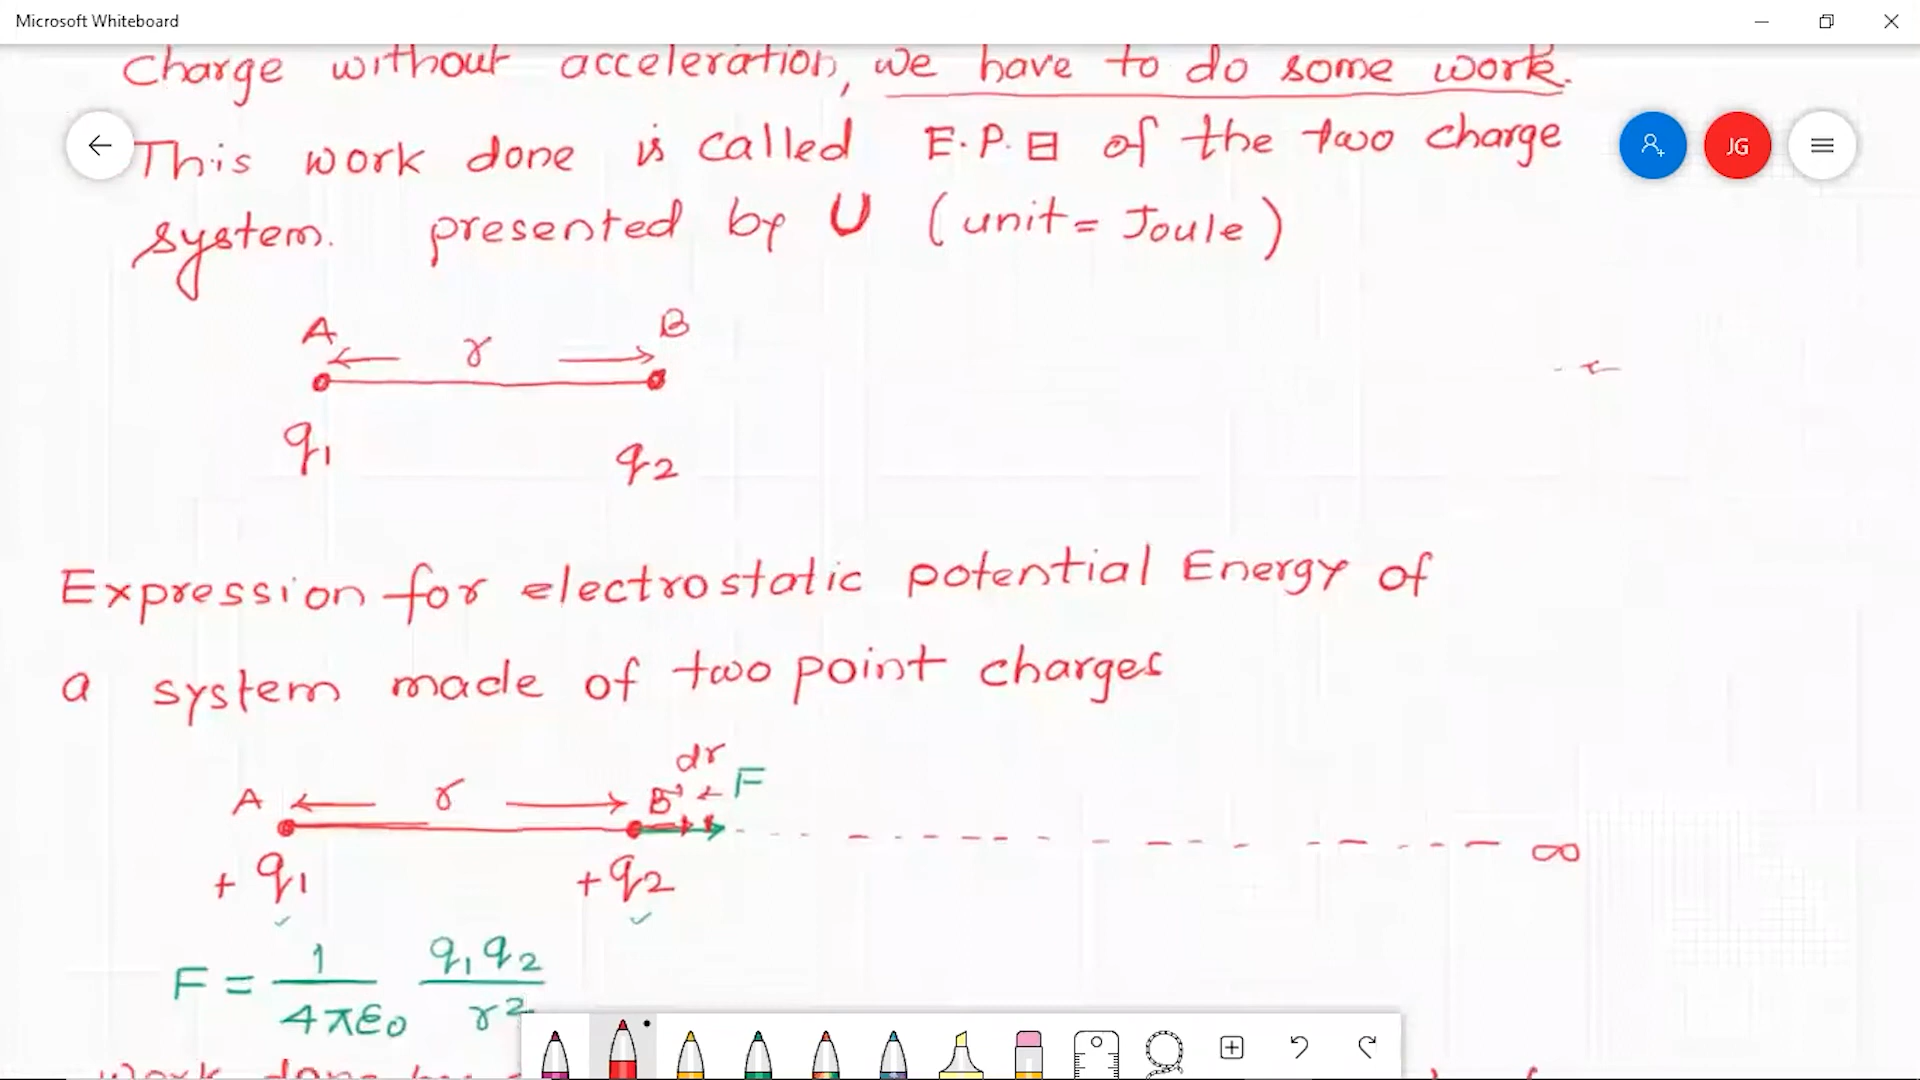 Microsoft Whiteboard
Charge without acceleration, we have to do some work.
This work done is called E.P.E of the two charge
JG
system. presented by U (unit = Joule)
A r B
q1 q2
Expression for electrostatic potential Energy of
a system made of two point charges
dr
A r B F
∞
+ q1 +q2
F = 1/4πε0 q1q2/r2
work done